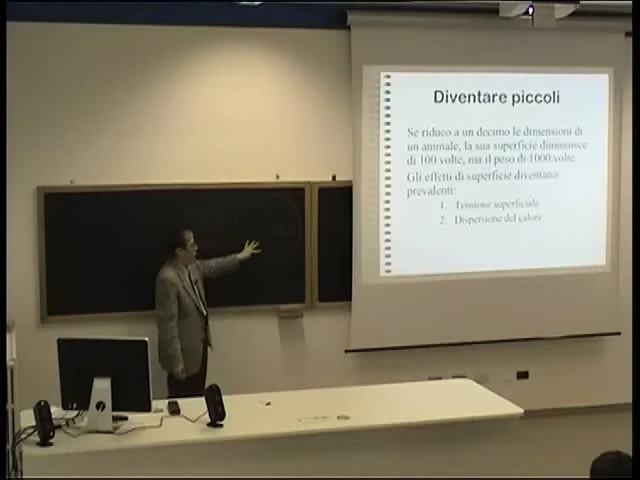 Diventare piccoli
Se riduco a un decimo le dimensioni di
un animale, la sua superficie diminuisce
di 100 volte, ma il peso di 1000 volte.
Gli effetti di superficie diventano
prevalenti:
1. Tensione superficiale
2. Dispersione del calore